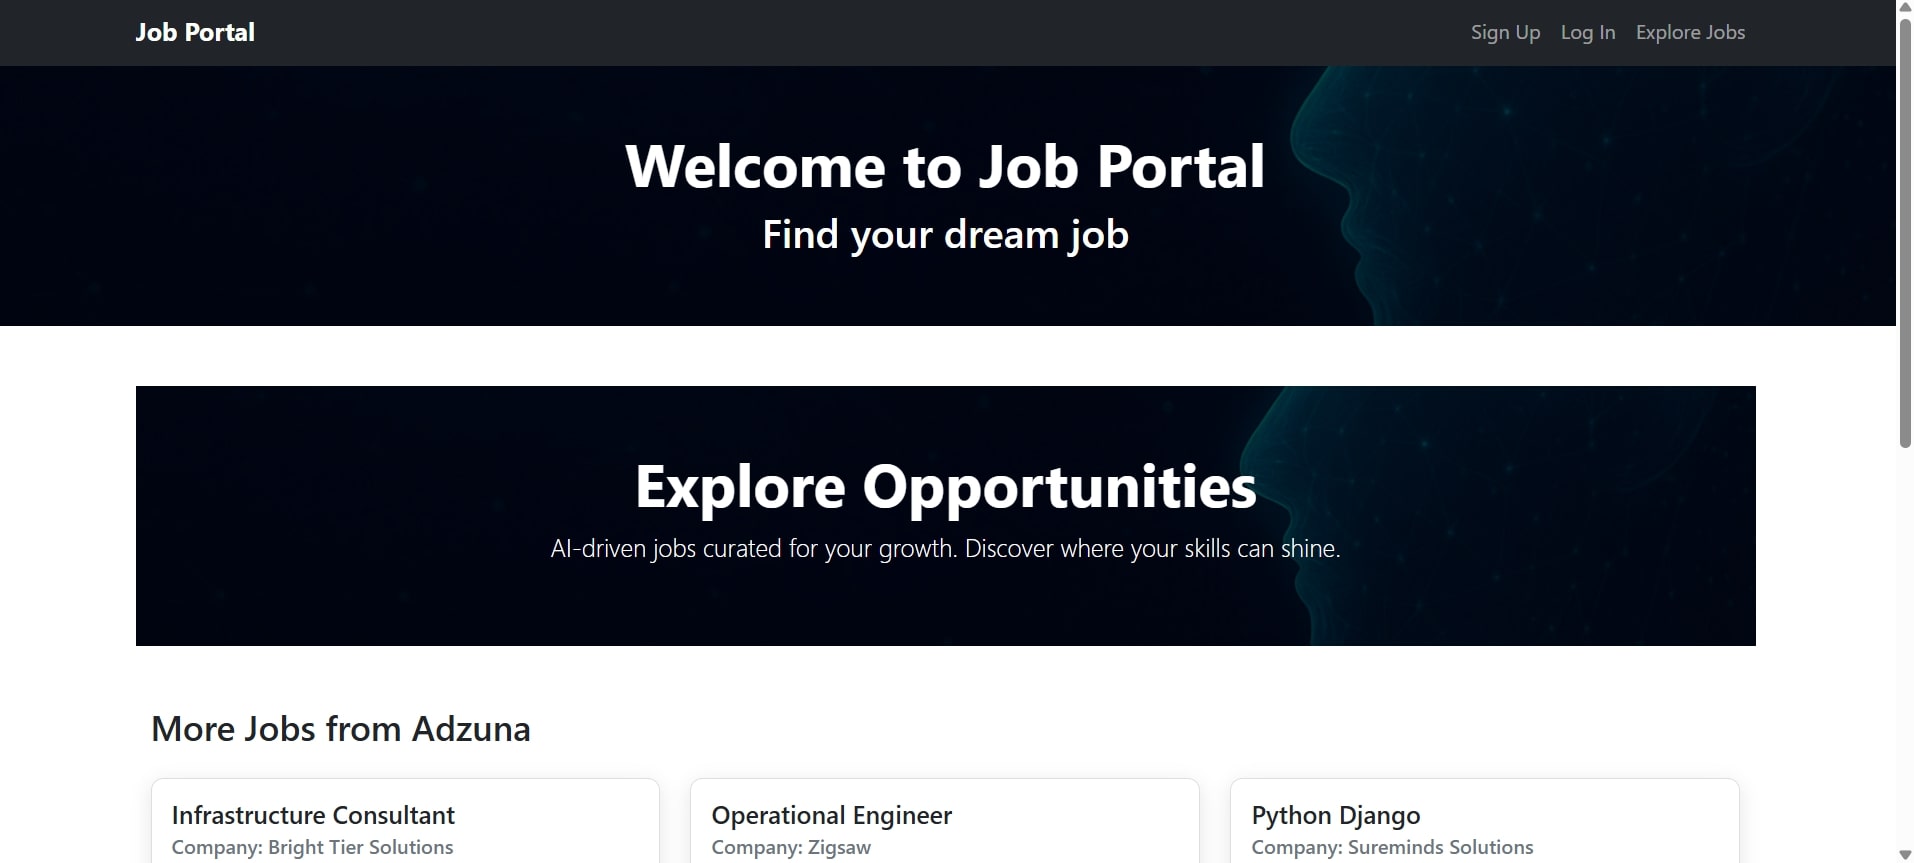 Job Portal
Sign Up Log In Explore Jobs
Welcome to Job Portal
Find your dream job
Explore Opportunities
AI-driven jobs curated for your growth. Discover where your skills can shine.
More Jobs from Adzuna
Infrastructure Consultant
Company: Bright Tier Solutions
Operational Engineer
Company: Zigsaw
Python Django
Company: Sureminds Solutions